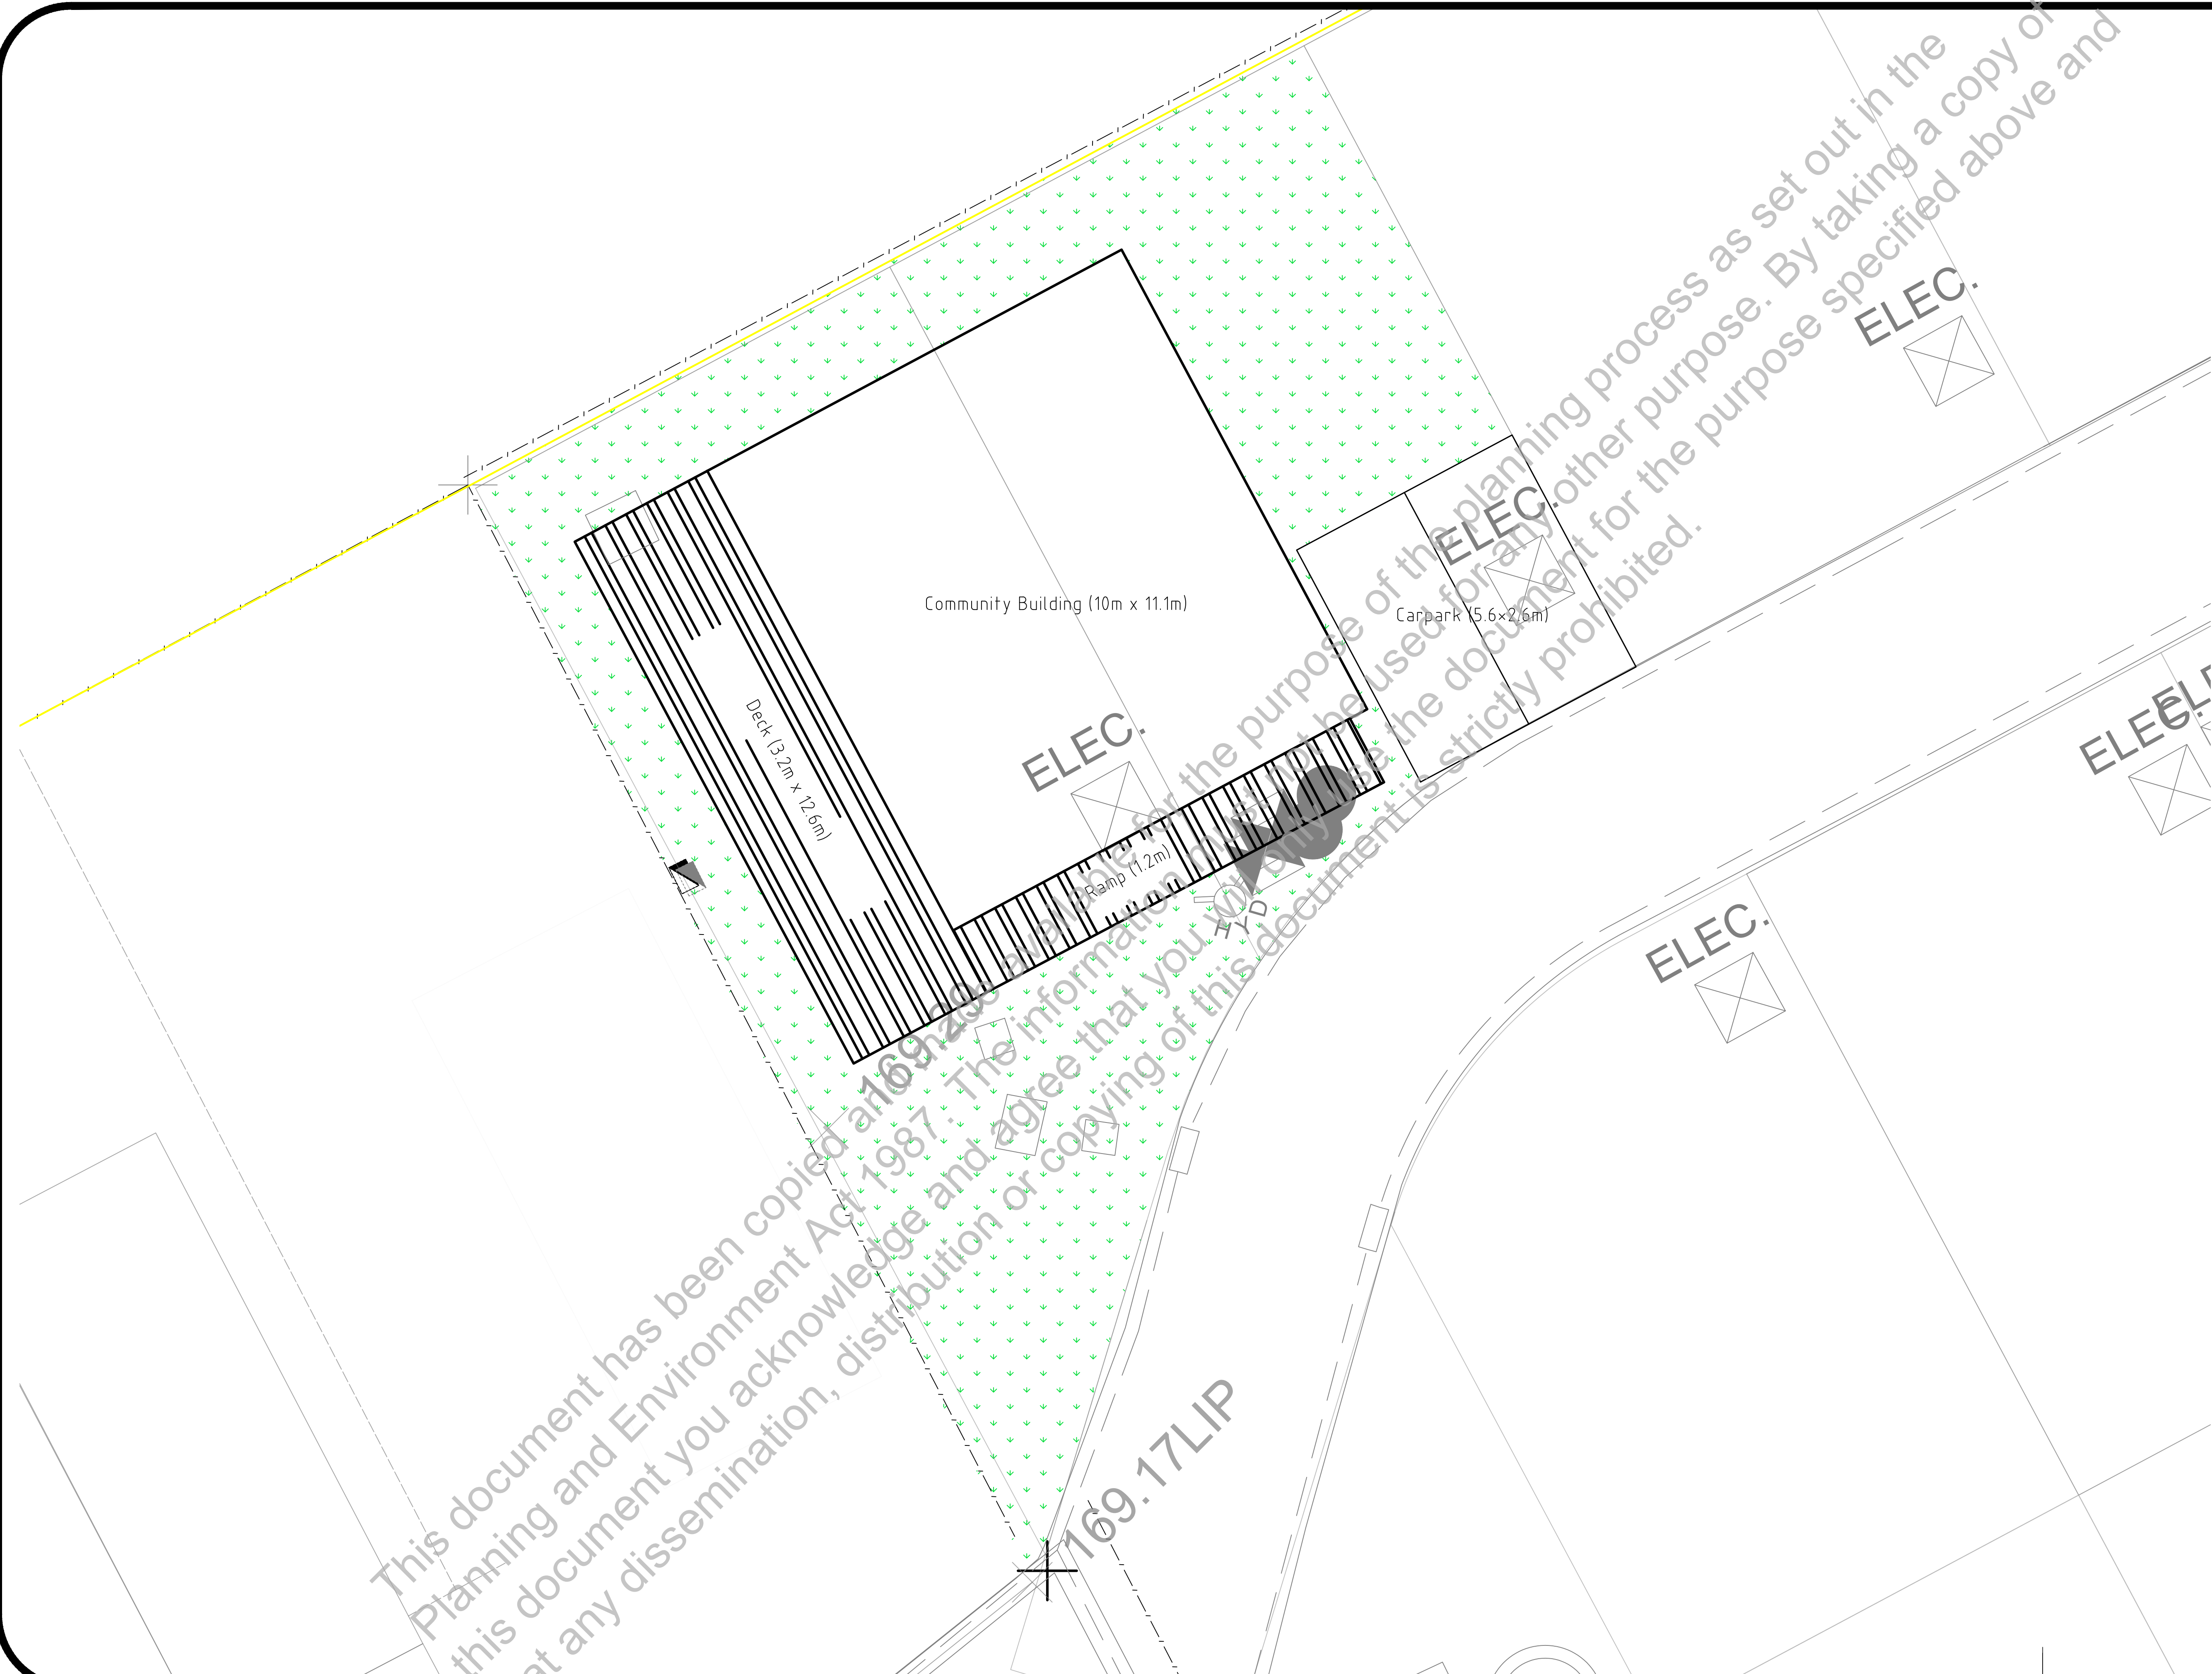 ELEC.
ELEC.
Community Building (10m x 11.1m)
Carpark (5.6×2.6m)
Deck (3.2m x 12.6m)
ELEC.
ELEC.
Ramp (1.2m)
HYD
ELEC.
169.29
169.17LIP
This document has been copied and made available for the purpose of the planning process as set out in the
Planning and Environment Act 1987. The information must not be used for any other purpose. By taking a copy of
this document you acknowledge and agree that you will only use the document for the purpose specified above and
at any dissemination, distribution or copying of this document is strictly prohibited.